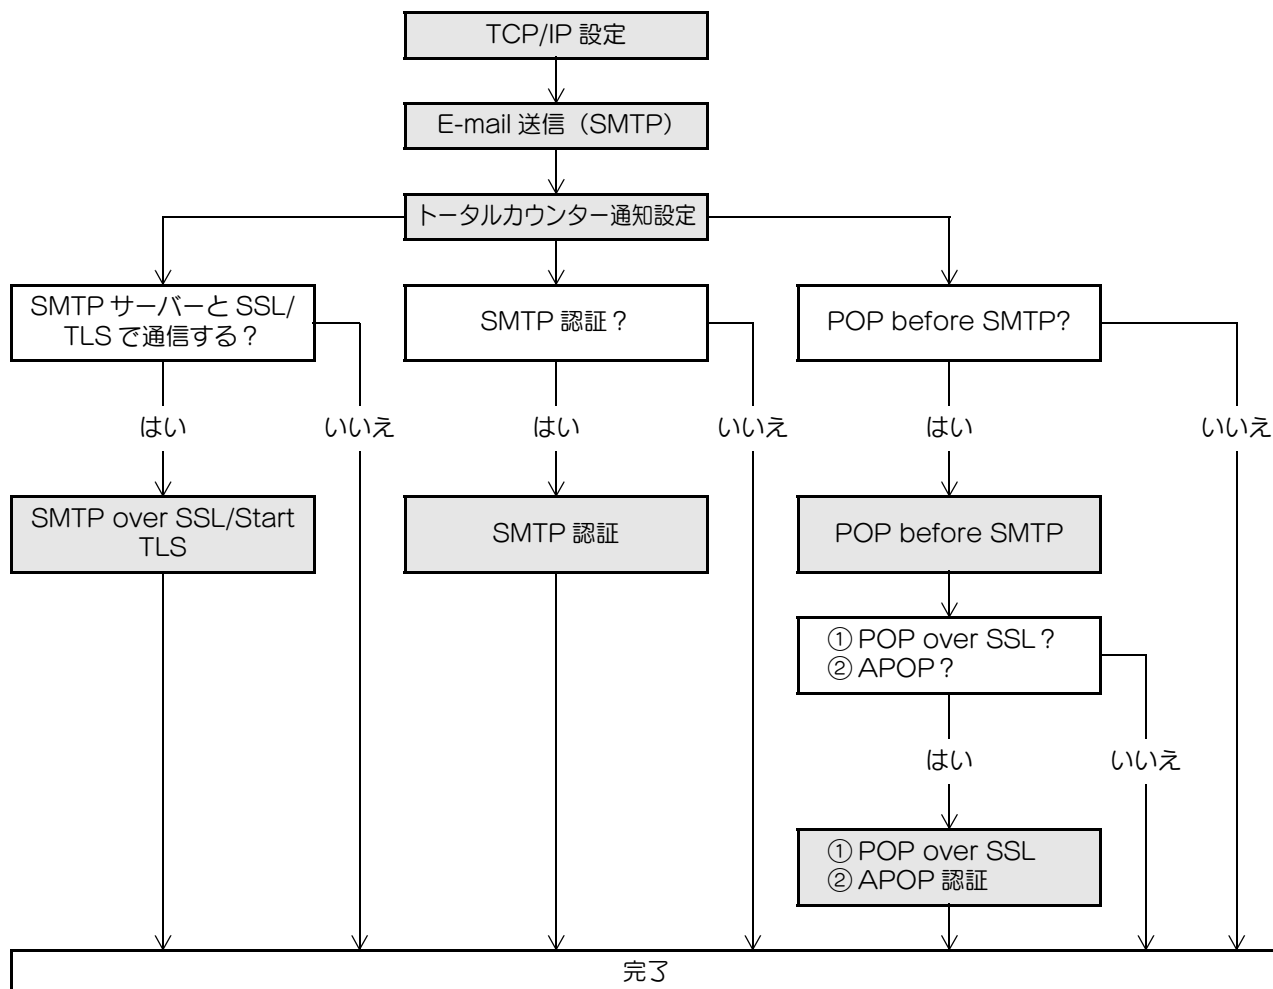 TCP/IP 設定
E-mail 送信（SMTP）
トータルカウンター通知設定
SMTP サーバーと SSL/
TLS で通信する？
SMTP 認証？
POP before SMTP?
はい
いいえ
はい
いいえ
はい
いいえ
SMTP over SSL/Start
TLS
SMTP 認証
POP before SMTP
① POP over SSL？
② APOP？
はい
いいえ
① POP over SSL
② APOP 認証
完了